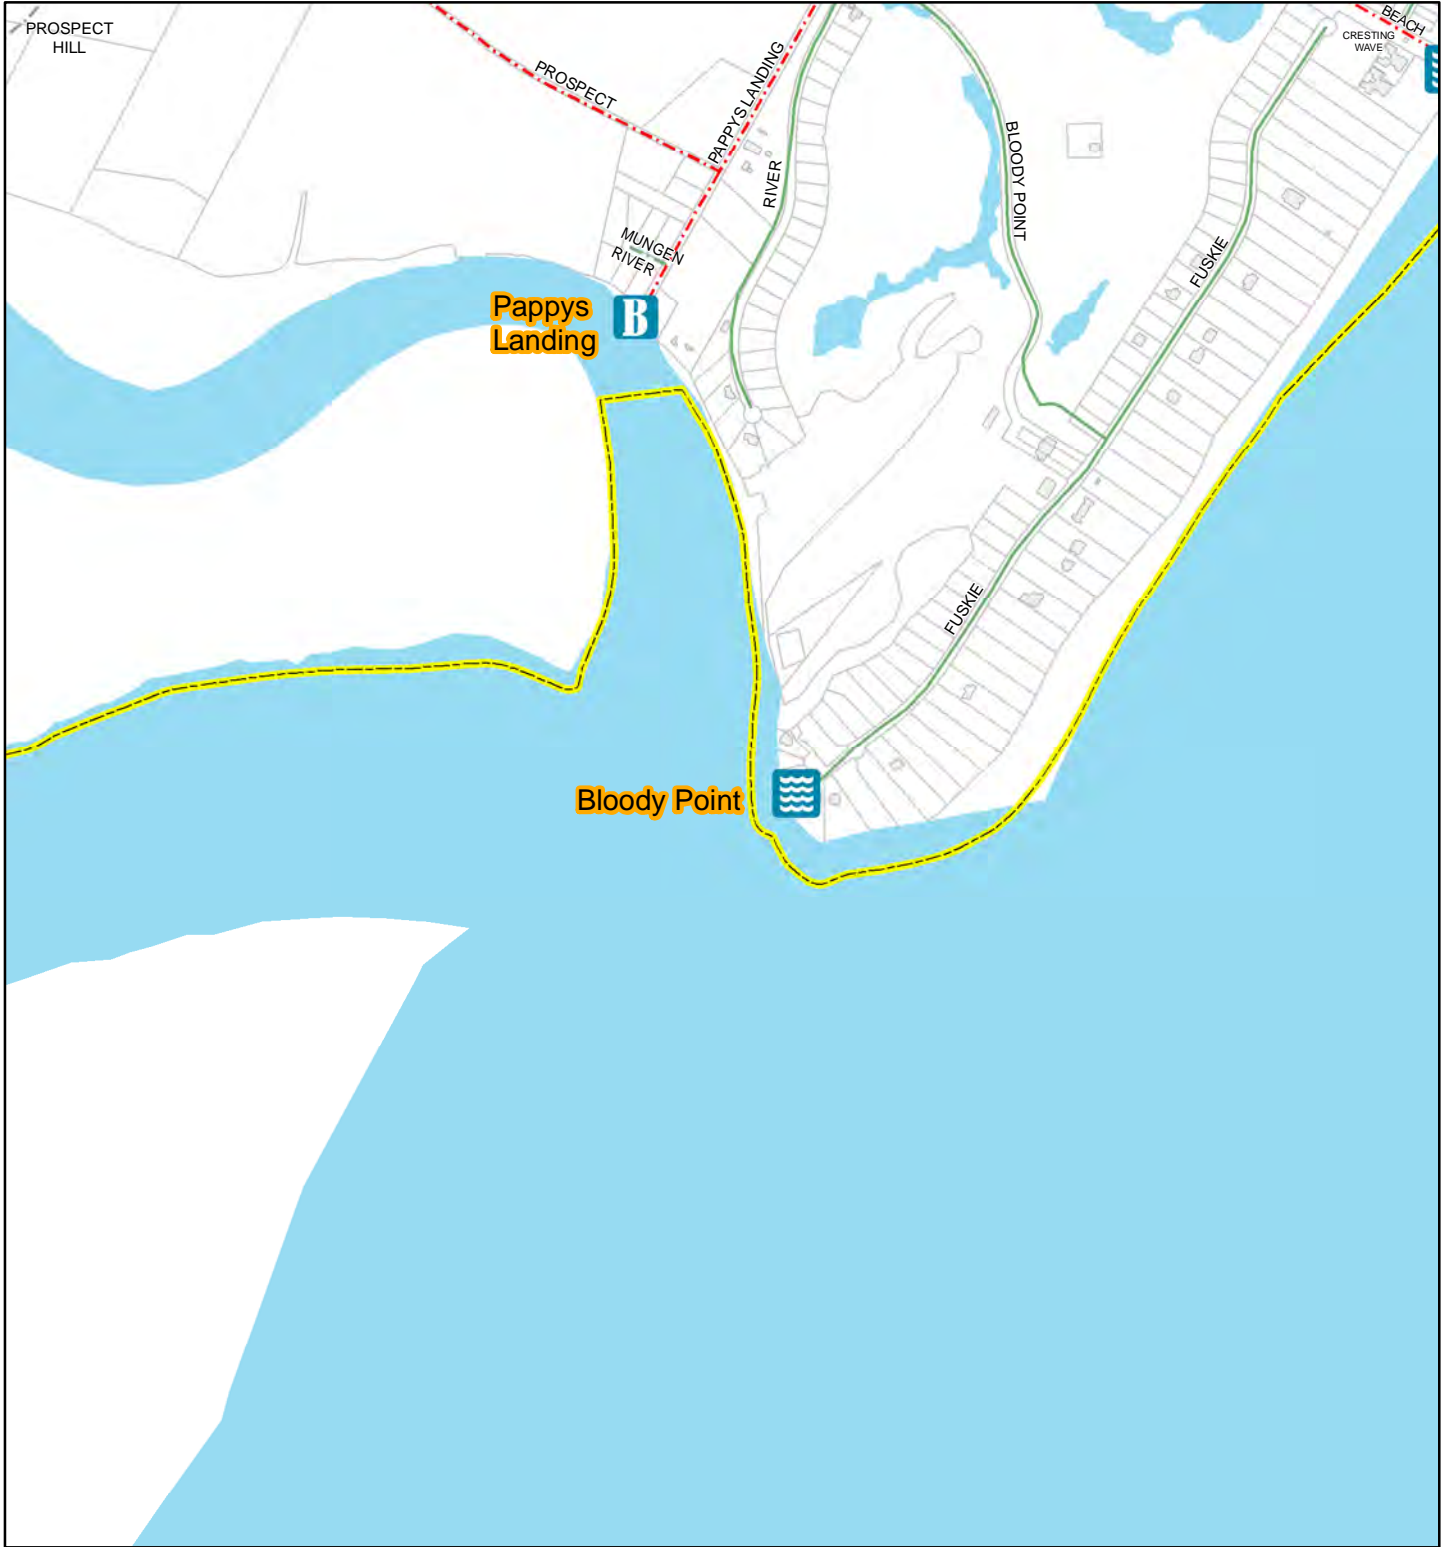 PROSPECT
HILL
BEACH
CRESTING
WAVE
PROSPECT
PAPPYS LANDING
RIVER
BLOODY POINT
MUNGEN
RIVER
FUSKIE
Pappys
Landing
B
FUSKIE
Bloody Point